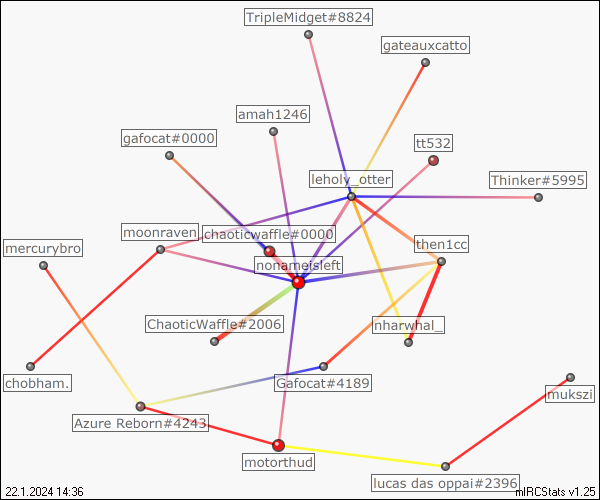 TripleMidget#8824
gateauxcatto
amah1246
gafocat#0000
tt532
leholy_otter
Thinker#5995
moonraven
chaoticwaffle#0000
mercurybro
then1cc
nonameisleft
ChaoticWaffle#2006
nharwhal_
chobham.
Gafocat#4189
mukszi
Azure Reborn#4243
motorthud
lucas das oppai#2396
22.1.2024 14:36
mIRCStats v1.25